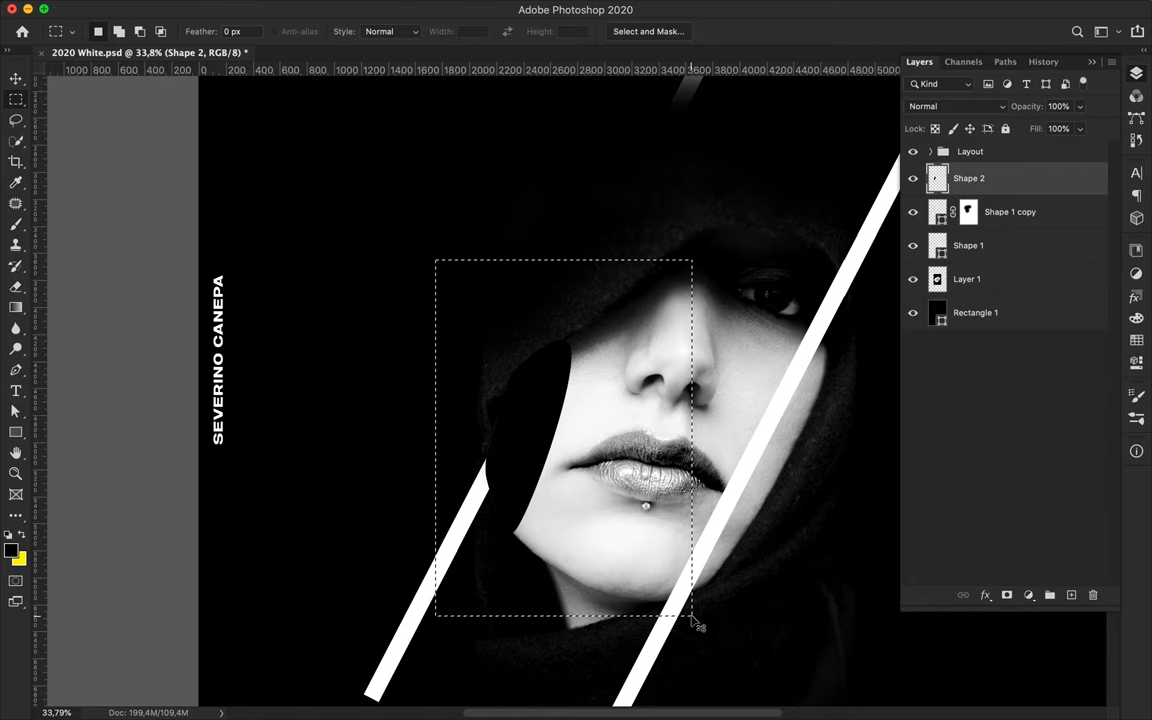 Adobe Photoshop 2020
Feather: 0 px
Anti-alias
Style: Normal
Width:
Height:
Select and Mask...
2020 White.psd @ 33,8% (Shape 2, RGB/8) *
1000 800 600 400 200 0 200 400 600 800 1000 1200 1400 1600 1800 2000 2200 2400 2600 2800 3000 3200 3400 3600 3800 4000 4200 4400 4600 4800 5000
Layers Channels Paths History
Kind
Normal Opacity: 100%
Lock: Fill: 100%
Layout
Shape 2
Shape 1 copy
Shape 1
Layer 1
Rectangle 1
SEVERINO CANEPA
fx
33,79% Doc: 199,4M/109,4M